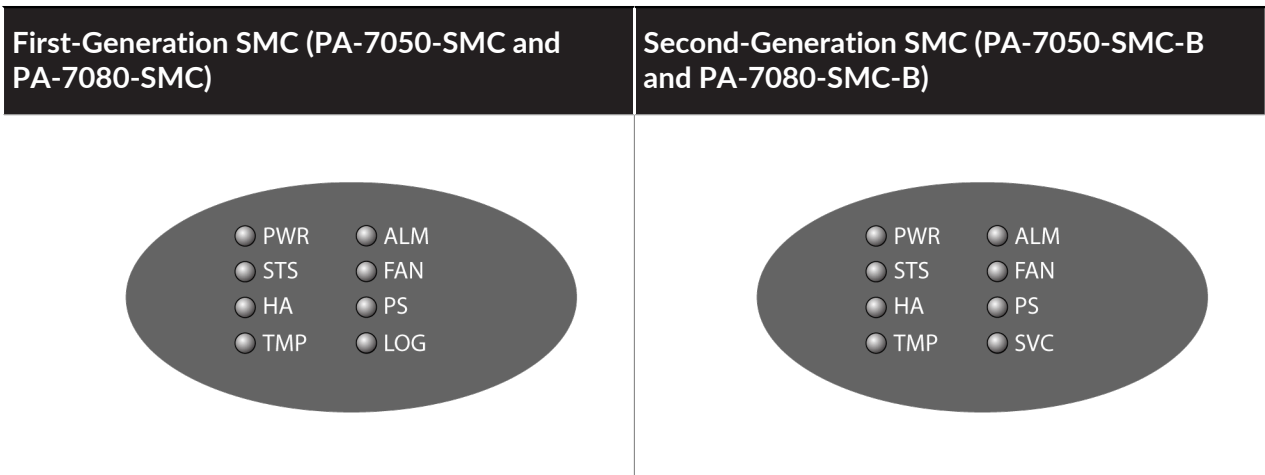 First-Generation SMC (PA-7050-SMC and
PA-7080-SMC)
Second-Generation SMC (PA-7050-SMC-B
and PA-7080-SMC-B)
PWR ALM
STS FAN
HA PS
TMP LOG
PWR ALM
STS FAN
HA PS
TMP SVC